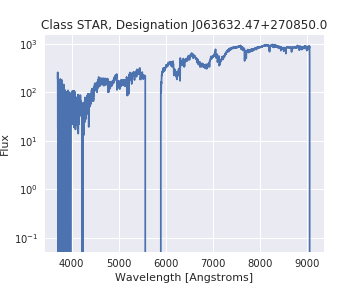 Class STAR, Designation J063632.47+270850.0
10³
10²
10¹
10⁰
10⁻¹
Flux
4000 5000 6000 7000 8000 9000
Wavelength [Angstroms]